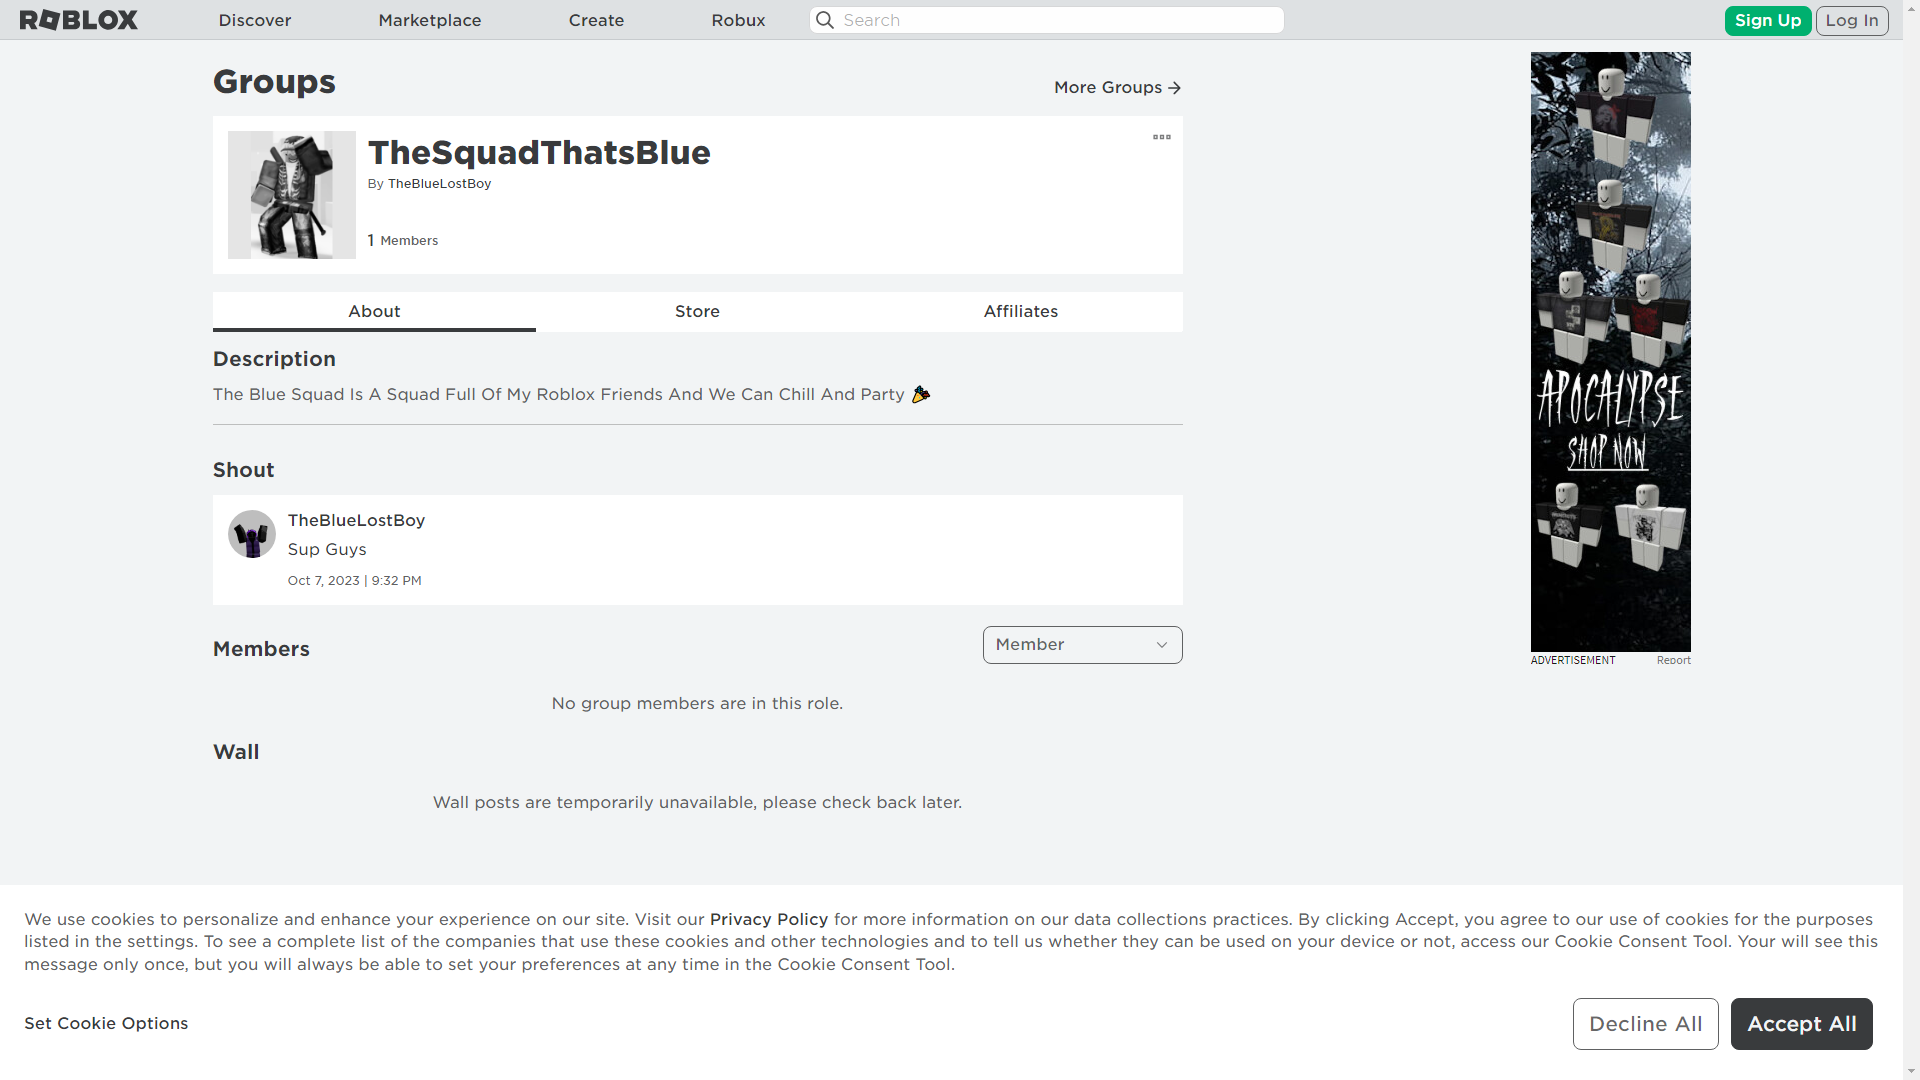 ROBLOX
Discover
Marketplace
Create
Robux
Search
Sign Up
Log In
Groups
More Groups
TheSquadThatsBlue
By TheBlueLostBoy
1 Members
About
Store
Affiliates
Description
The Blue Squad Is A Squad Full Of My Roblox Friends And We Can Chill And Party 🎉
Shout
TheBlueLostBoy
Sup Guys
Oct 7, 2023 | 9:32 PM
Members
Member
No group members are in this role.
Wall
Wall posts are temporarily unavailable, please check back later.
APOCALYPSE
SHOP NOW
ADVERTISEMENT
Report
We use cookies to personalize and enhance your experience on our site. Visit our Privacy Policy for more information on our data collections practices. By clicking Accept, you agree to our use of cookies for the purposes
listed in the settings. To see a complete list of the companies that use these cookies and other technologies and to tell us whether they can be used on your device or not, access our Cookie Consent Tool. Your will see this
message only once, but you will always be able to set your preferences at any time in the Cookie Consent Tool.
Set Cookie Options
Decline All
Accept All